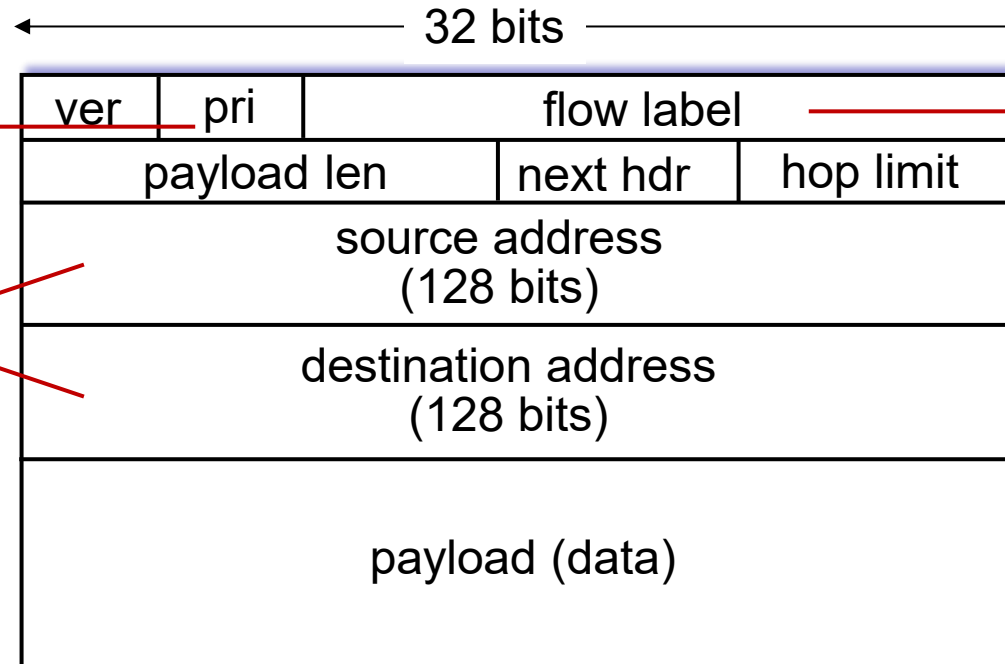 32 bits
ver pri flow label
payload len next hdr hop limit
source address
(128 bits)
destination address
(128 bits)
payload (data)